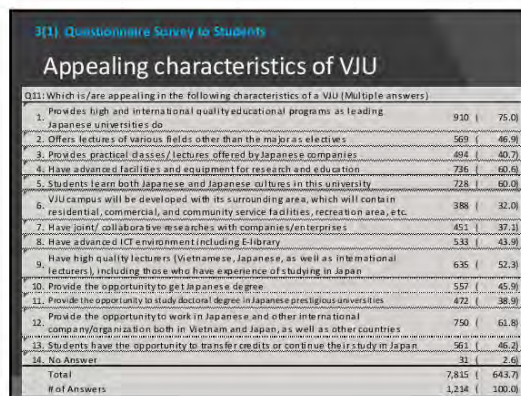 3(1) Questionnaire Survey to Students
Appealing characteristics of VJU
Q11: Which is/are appealing in the following characteristics of a VJU (Multiple answers)
1. Provides high and international quality educational programs as leading
Japanese universities do 910 ( 75.0)
2. Offers lectures of various fields other than the major as electives 569 ( 46.9)
3. Provides practical classes/ lectures offered by Japanese companies 494 ( 40.7)
4. Have advanced facilities and equipment for research and education 736 ( 60.6)
5. Students learn both Japanese and Japanese cultures in this university 728 ( 60.0)
6. VJU campus will be developed with its surrounding area, which will contain
residential, commercial, and community service facilities, recreation area, etc. 388 ( 32.0)
7. Have joint/ collaborative researches with companies/enterprises 451 ( 37.1)
8. Have advanced ICT environment including E-library 533 ( 43.9)
9. Have high quality lecturers (Vietnamese, Japanese, as well as international
lecturers), including those who have experience of studying in Japan 635 ( 52.3)
10. Provide the opportunity to get Japanese degree 557 ( 45.9)
11. Provide the opportunity to study doctoral degree in Japanese prestigious universities 472 ( 38.9)
12. Provide the opportunity to work in Japanese and other international
company/organization both in Vietnam and Japan, as well as other countries 750 ( 61.8)
13. Students have the opportunity to transfer credits or continue their study in Japan 561 ( 46.2)
14. No Answer 31 ( 2.6)
Total 7,815 ( 643.7)
# of Answers 1,214 ( 100.0)